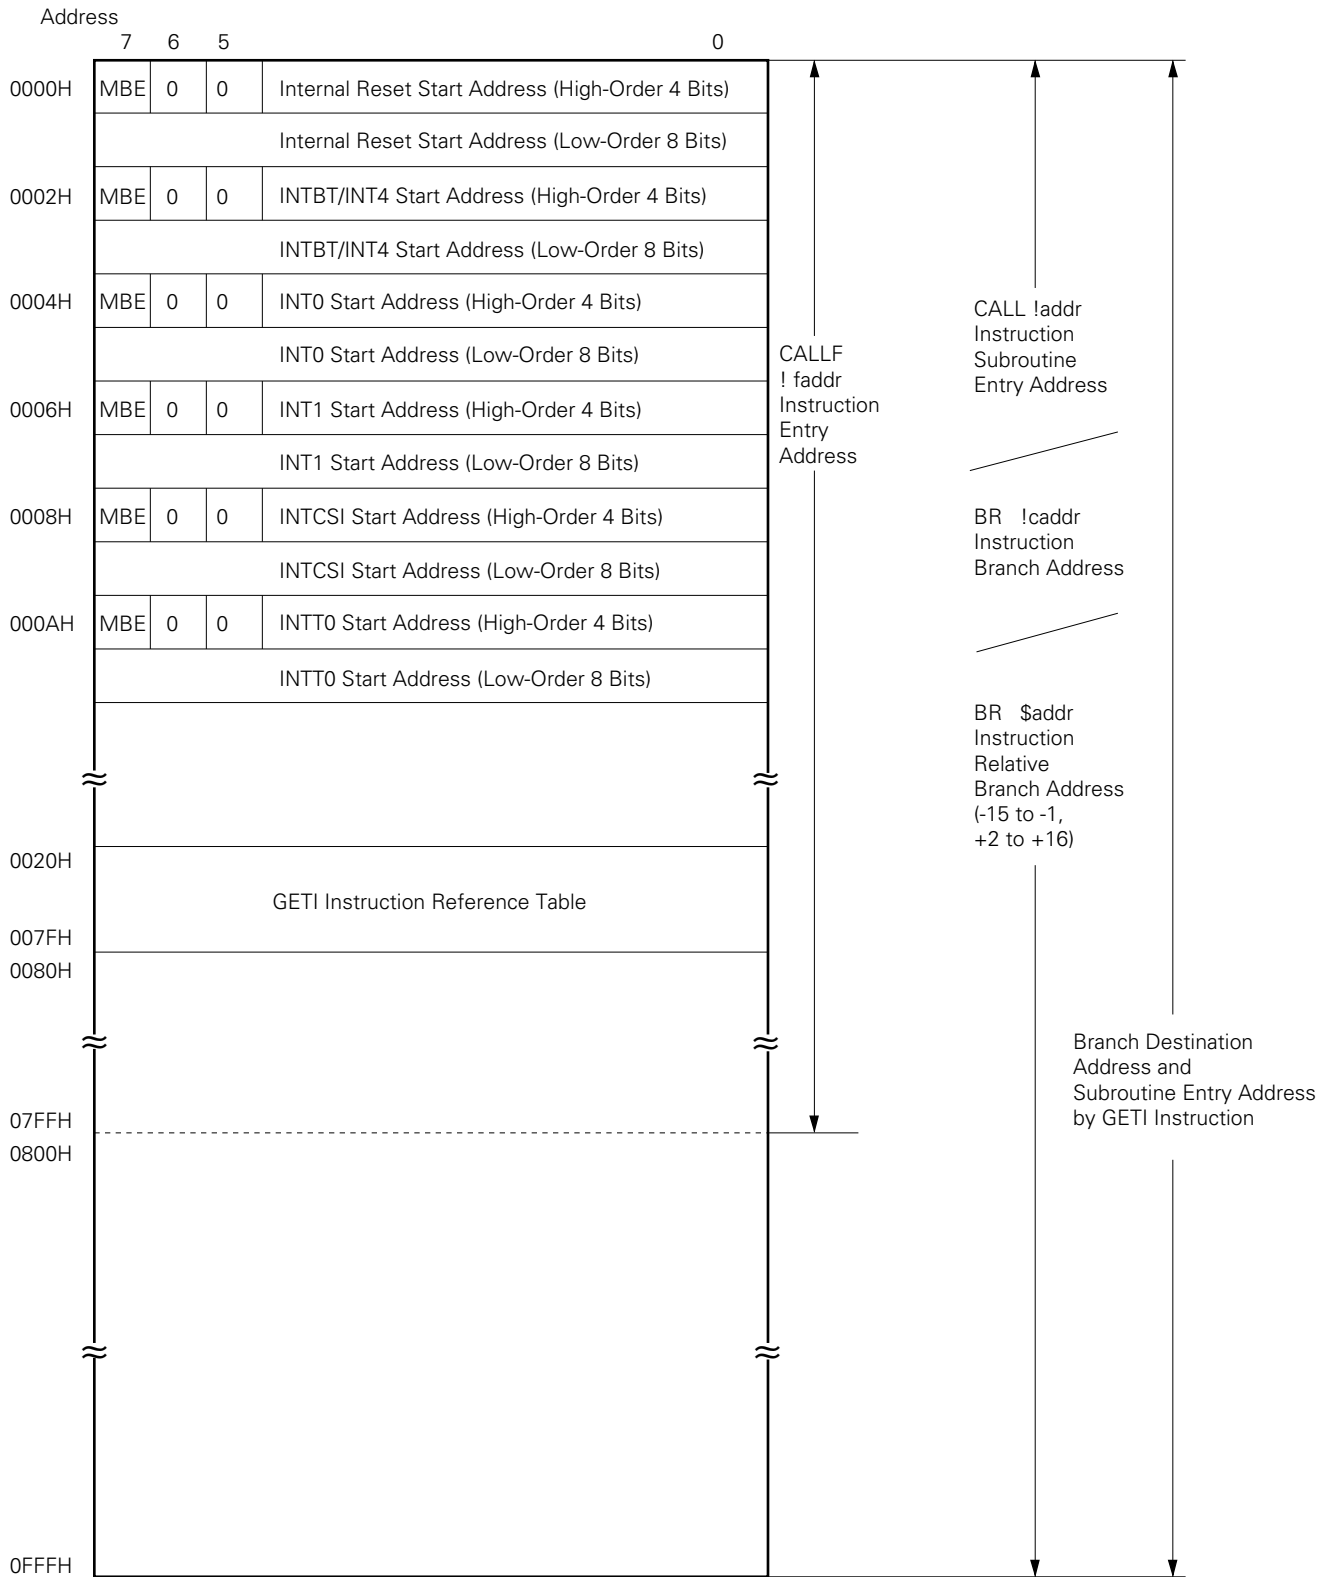 Address
7 6 5 0
0000H MBE 0 0 Internal Reset Start Address (High-Order 4 Bits)
Internal Reset Start Address (Low-Order 8 Bits)
0002H MBE 0 0 INTBT/INT4 Start Address (High-Order 4 Bits)
INTBT/INT4 Start Address (Low-Order 8 Bits)
0004H MBE 0 0 INT0 Start Address (High-Order 4 Bits)
INT0 Start Address (Low-Order 8 Bits)
0006H MBE 0 0 INT1 Start Address (High-Order 4 Bits)
INT1 Start Address (Low-Order 8 Bits)
0008H MBE 0 0 INTCSI Start Address (High-Order 4 Bits)
INTCSI Start Address (Low-Order 8 Bits)
000AH MBE 0 0 INTT0 Start Address (High-Order 4 Bits)
INTT0 Start Address (Low-Order 8 Bits)
0020H
GETI Instruction Reference Table
007FH
0080H
07FFH
0800H
0FFFH
CALLF
! faddr
Instruction
Entry
Address
CALL !addr
Instruction
Subroutine
Entry Address
BR !caddr
Instruction
Branch Address
BR $addr
Instruction
Relative
Branch Address
(-15 to -1,
+2 to +16)
Branch Destination
Address and
Subroutine Entry Address
by GETI Instruction